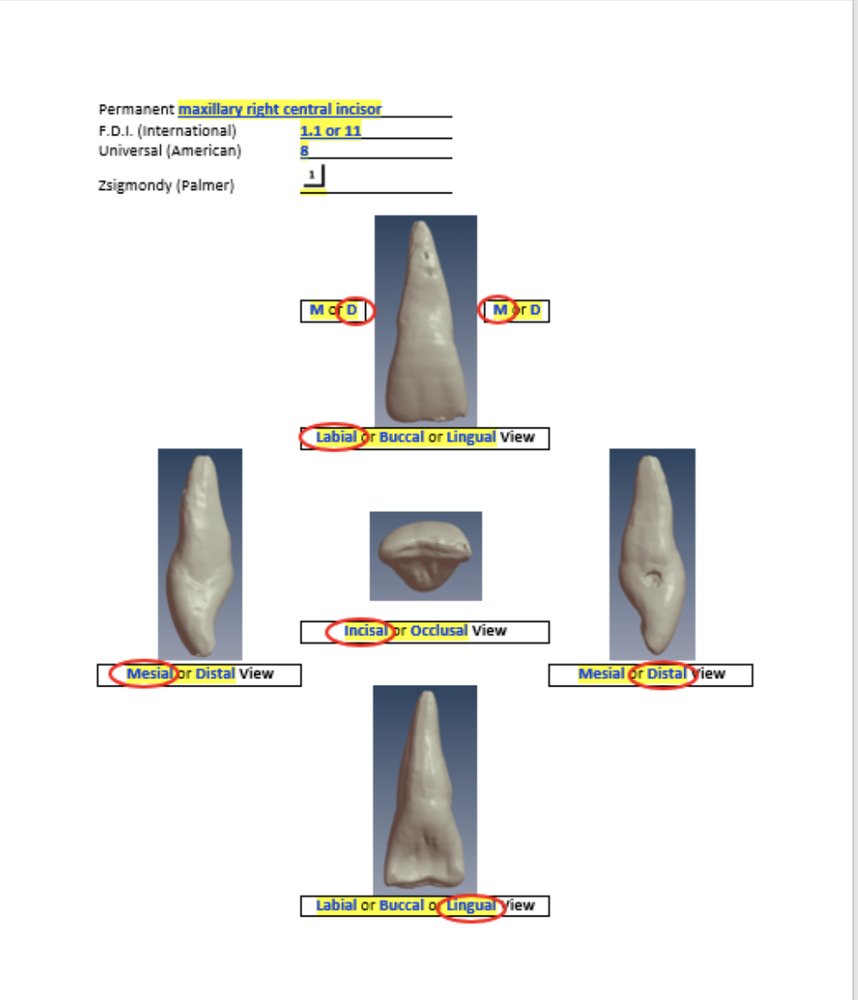 Permanent maxillary right central incisor
F.D.I. (International) 1.1 or 11
Universal (American) 8
Zsigmondy (Palmer) 1
M or D M or D
Labial or Buccal or Lingual View
Incisal or Occlusal View
Mesial or Distal View Mesial or Distal View
Labial or Buccal or Lingual View